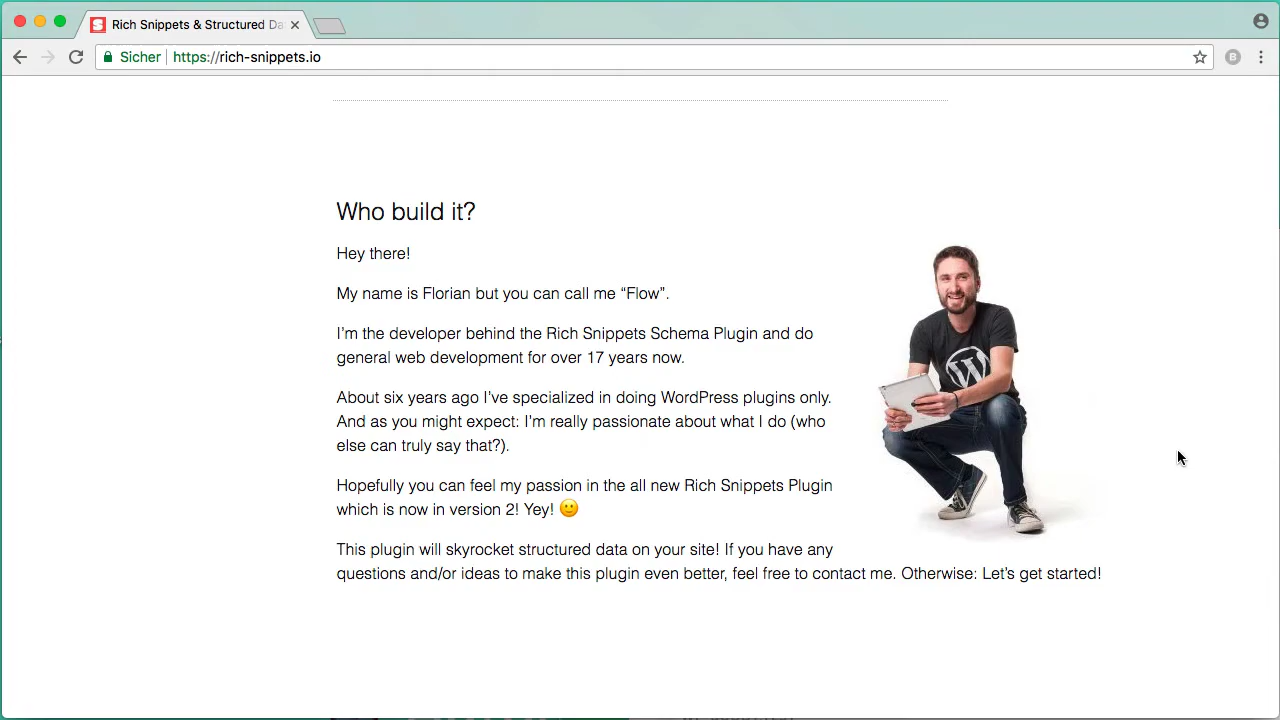 Rich Snippets & Structured Da
Sicher
https://rich-snippets.io
B
Who build it?
Hey there!
My name is Florian but you can call me “Flow”.
I’m the developer behind the Rich Snippets Schema Plugin and do
general web development for over 17 years now.
About six years ago I’ve specialized in doing WordPress plugins only.
And as you might expect: I’m really passionate about what I do (who
else can truly say that?).
Hopefully you can feel my passion in the all new Rich Snippets Plugin
which is now in version 2! Yey! 🙂
This plugin will skyrocket structured data on your site! If you have any
questions and/or ideas to make this plugin even better, feel free to contact me. Otherwise: Let’s get started!